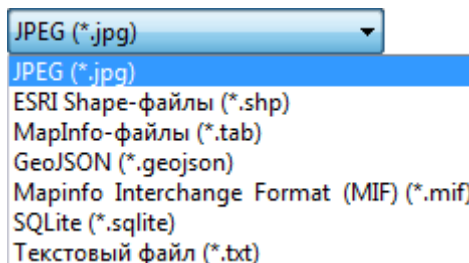 JPEG (*.jpg)
JPEG (*.jpg)
ESRI Shape-файлы (*.shp)
MapInfo-файлы (*.tab)
GeoJSON (*.geojson)
Mapinfo Interchange Format (MIF) (*.mif)
SQLite (*.sqlite)
Текстовый файл (*.txt)